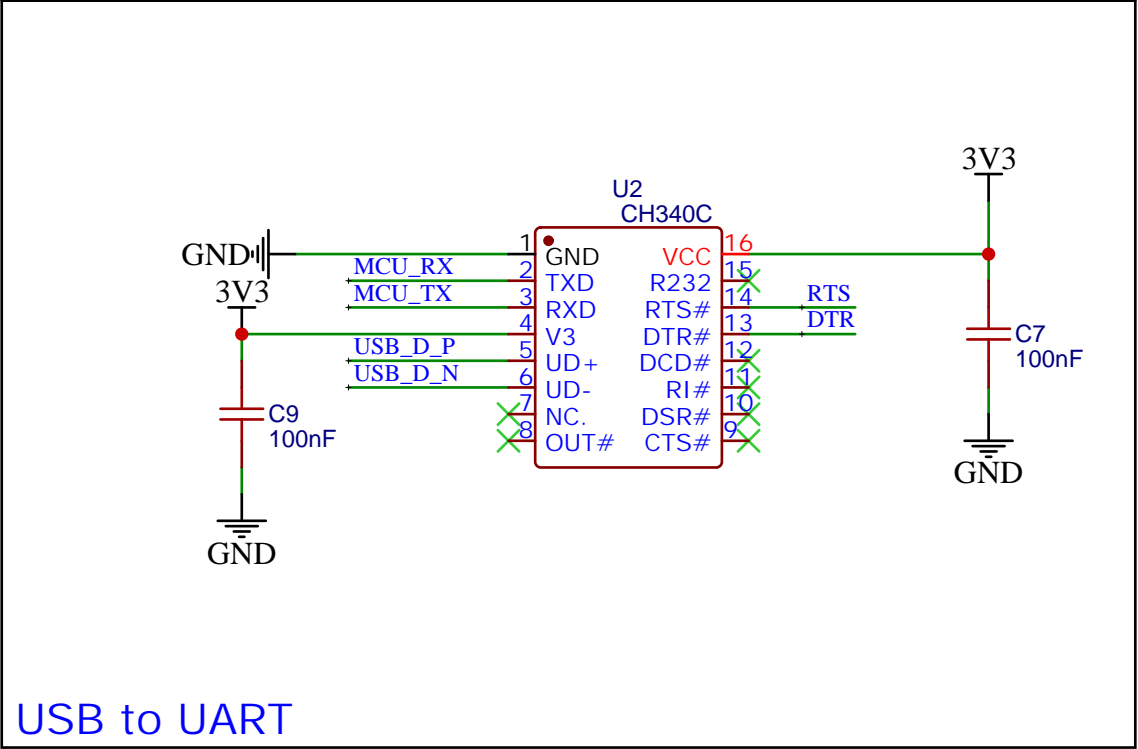 3V3
U2
CH340C
GND
1
GND
VCC
16
MCU_RX
2
TXD
R232
15
3V3
MCU_TX
3
RXD
RTS#
14
RTS
4
V3
DTR#
13
DTR
C7
100nF
USB_D_P
5
UD+
DCD#
12
USB_D_N
6
UD-
RI#
11
7
NC.
DSR#
10
C9
100nF
8
OUT#
CTS#
9
GND
GND
USB to UART